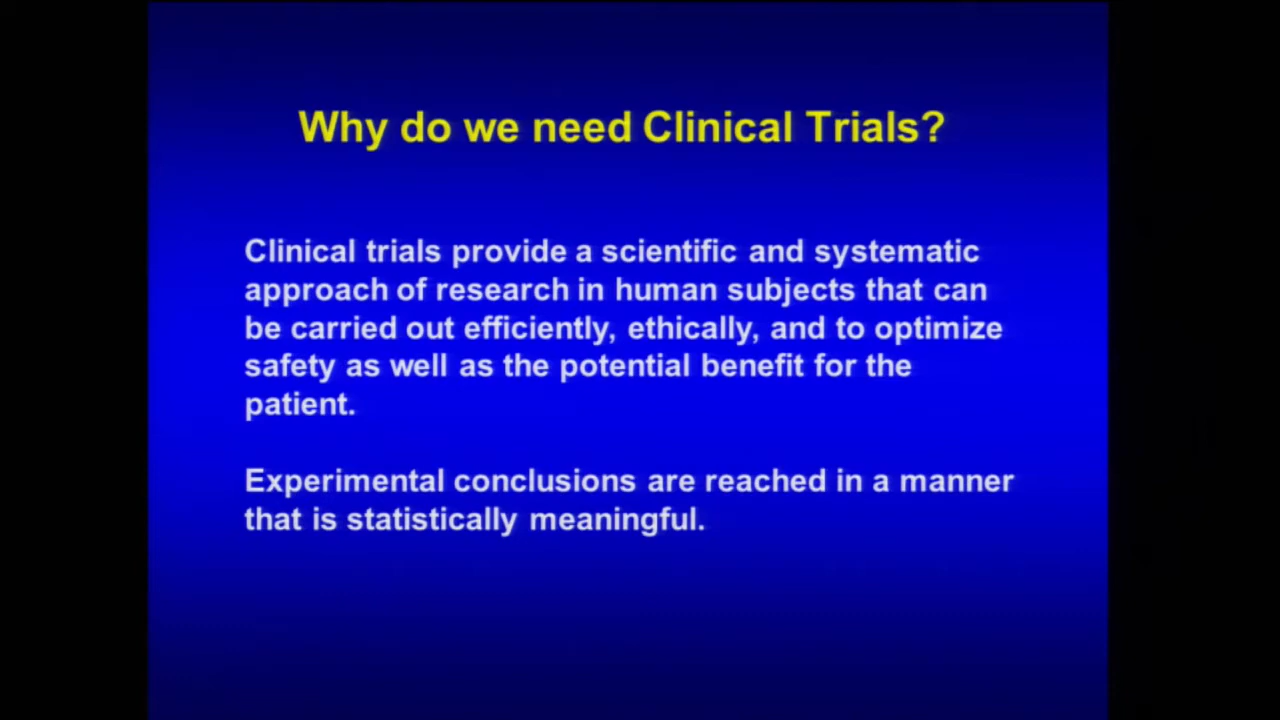 Why do we need Clinical Trials?
Clinical trials provide a scientific and systematic
approach of research in human subjects that can
be carried out efficiently, ethically, and to optimize
safety as well as the potential benefit for the
patient.
Experimental conclusions are reached in a manner
that is statistically meaningful.